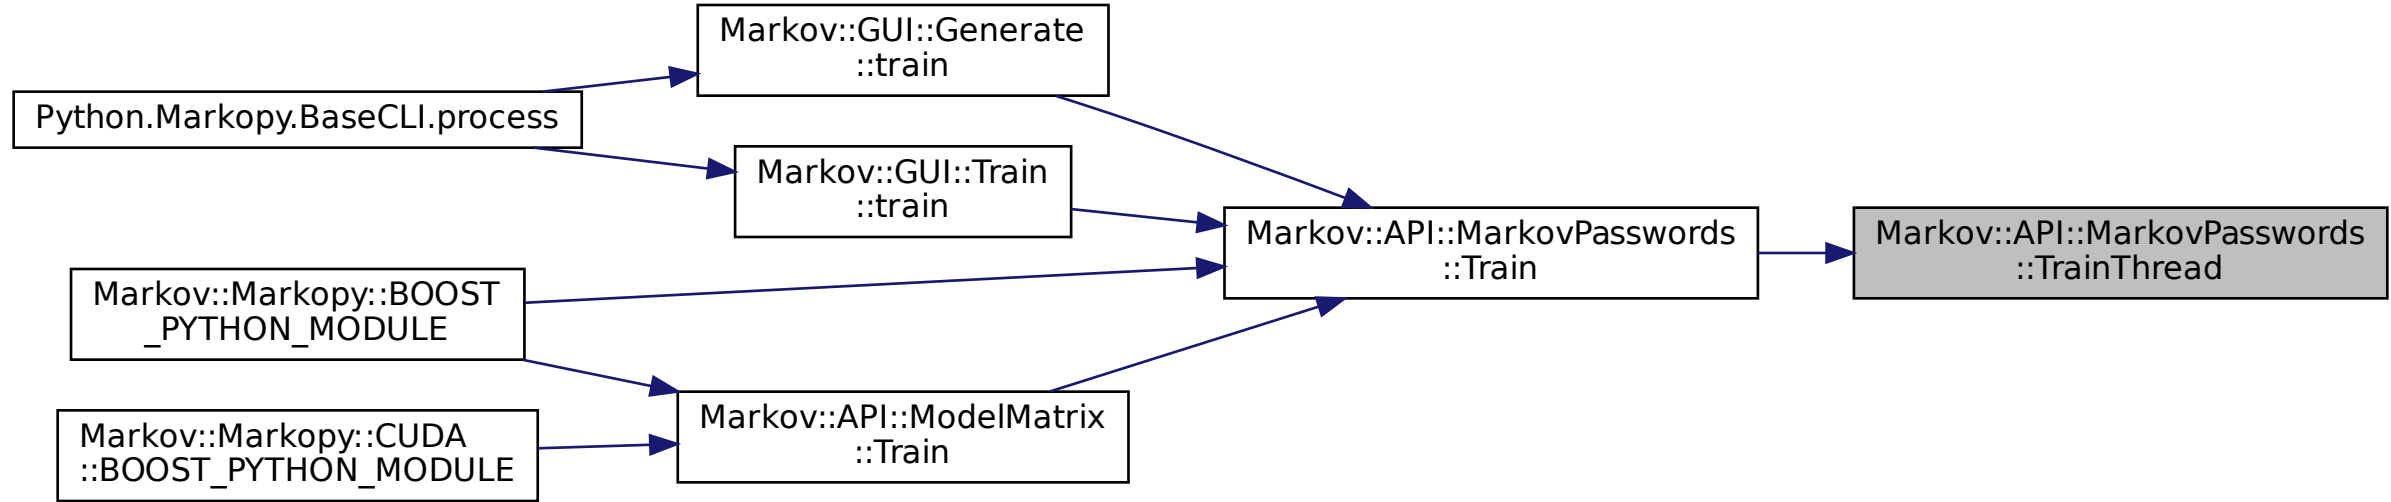 Markov::GUI::Generate
::train
Python.Markopy.BaseCLI.process
Markov::GUI::Train
::train
Markov::API::MarkovPasswords
::Train
Markov::API::MarkovPasswords
::TrainThread
Markov::Markopy::BOOST
_PYTHON_MODULE
Markov::API::ModelMatrix
::Train
Markov::Markopy::CUDA
::BOOST_PYTHON_MODULE